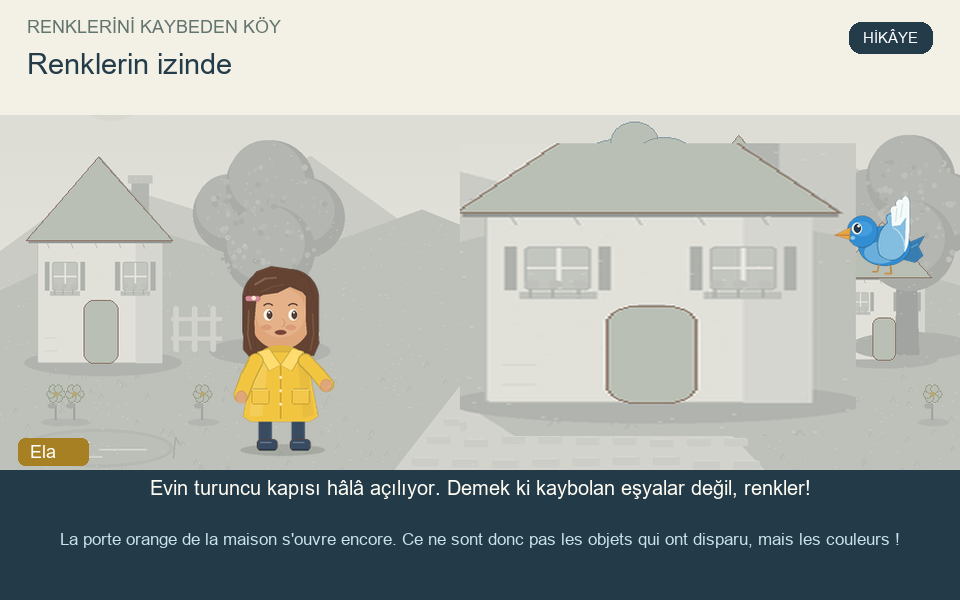 RENKLERİNİ KAYBEDEN KÖY
HİKÂYE
Renklerin izinde
Ela
Evin turuncu kapısı hâlâ açılıyor. Demek ki kaybolan eşyalar değil, renkler!
La porte orange de la maison s'ouvre encore. Ce ne sont donc pas les objets qui ont disparu, mais les couleurs !